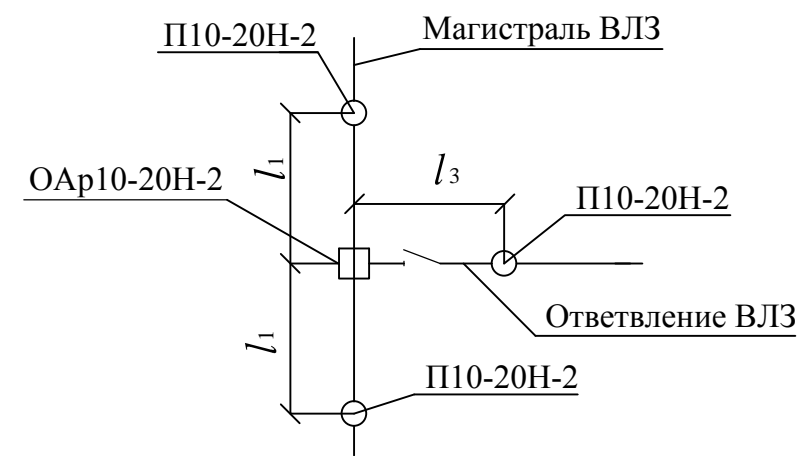 П10-20Н-2
Магистраль ВЛЗ
l1
ОАр10-20Н-2
l3
П10-20Н-2
Ответвление ВЛЗ
l1
П10-20Н-2